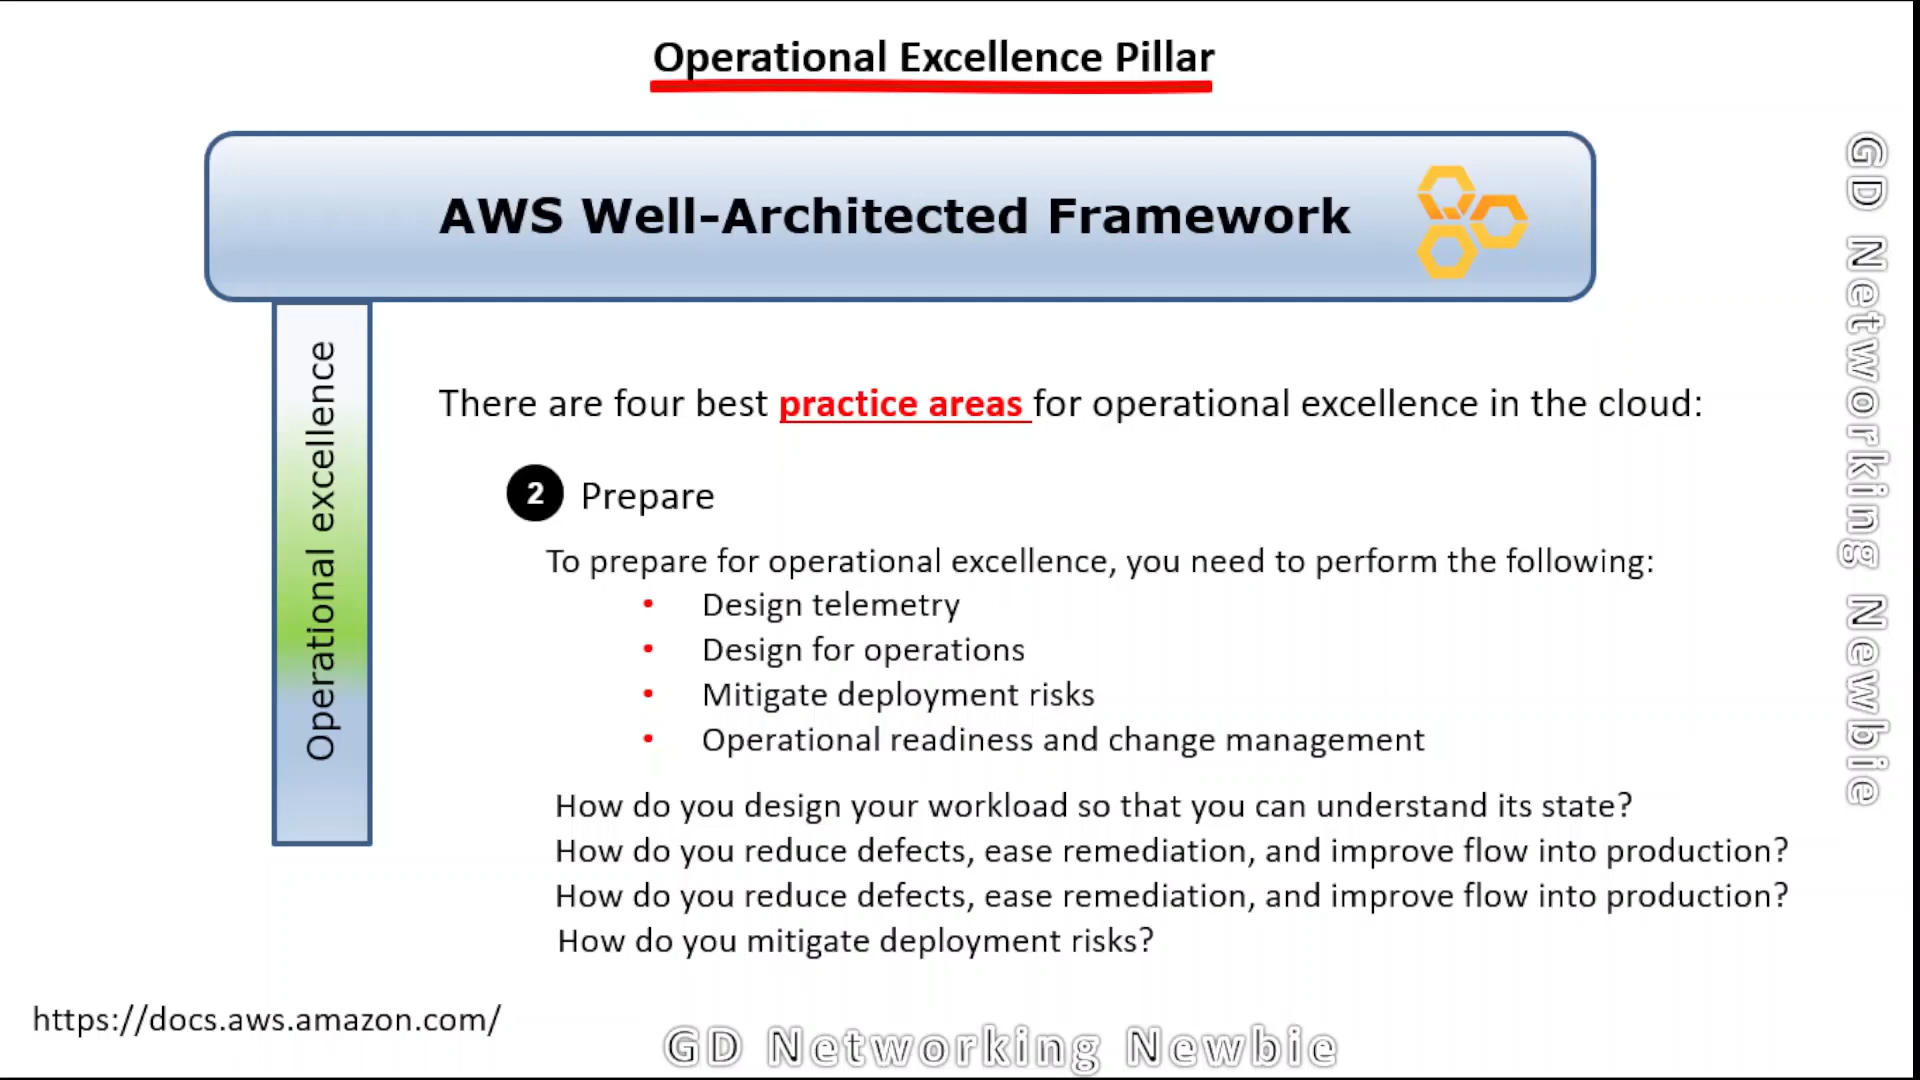 Operational Excellence Pillar
AWS Well-Architected Framework
Operational excellence
There are four best practice areas for operational excellence in the cloud:
2 Prepare
To prepare for operational excellence, you need to perform the following:
• Design telemetry
• Design for operations
• Mitigate deployment risks
• Operational readiness and change management
How do you design your workload so that you can understand its state?
How do you reduce defects, ease remediation, and improve flow into production?
How do you reduce defects, ease remediation, and improve flow into production?
How do you mitigate deployment risks?
https://docs.aws.amazon.com/
GD Networking Newbie
GD Networking Newbie